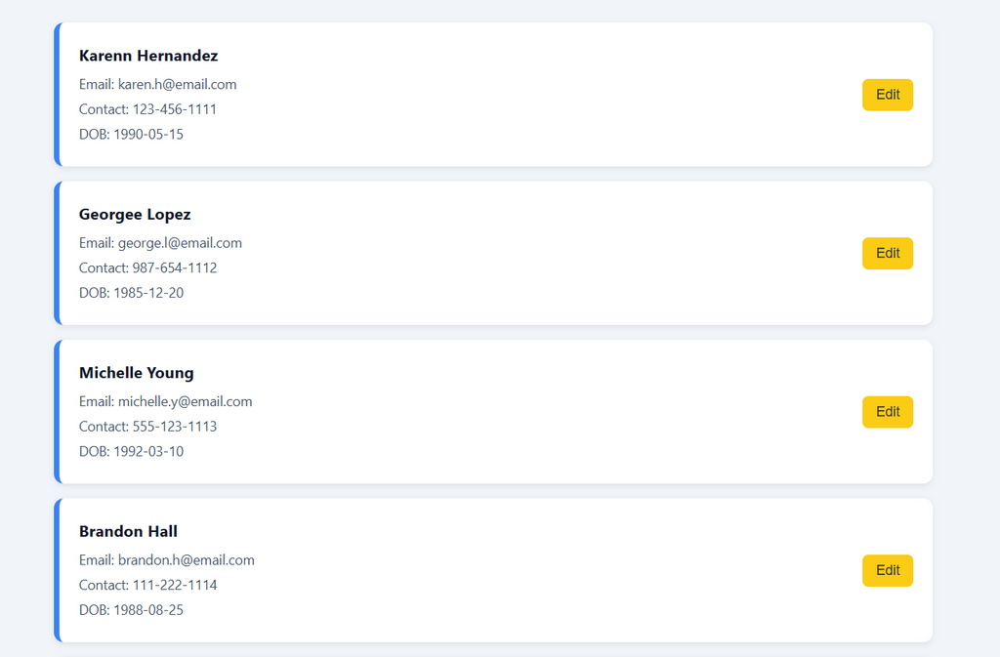 Karenn Hernandez
Email: karen.h@email.com
Contact: 123-456-1111
DOB: 1990-05-15
Edit
Georgee Lopez
Email: george.l@email.com
Contact: 987-654-1112
DOB: 1985-12-20
Edit
Michelle Young
Email: michelle.y@email.com
Contact: 555-123-1113
DOB: 1992-03-10
Edit
Brandon Hall
Email: brandon.h@email.com
Contact: 111-222-1114
DOB: 1988-08-25
Edit